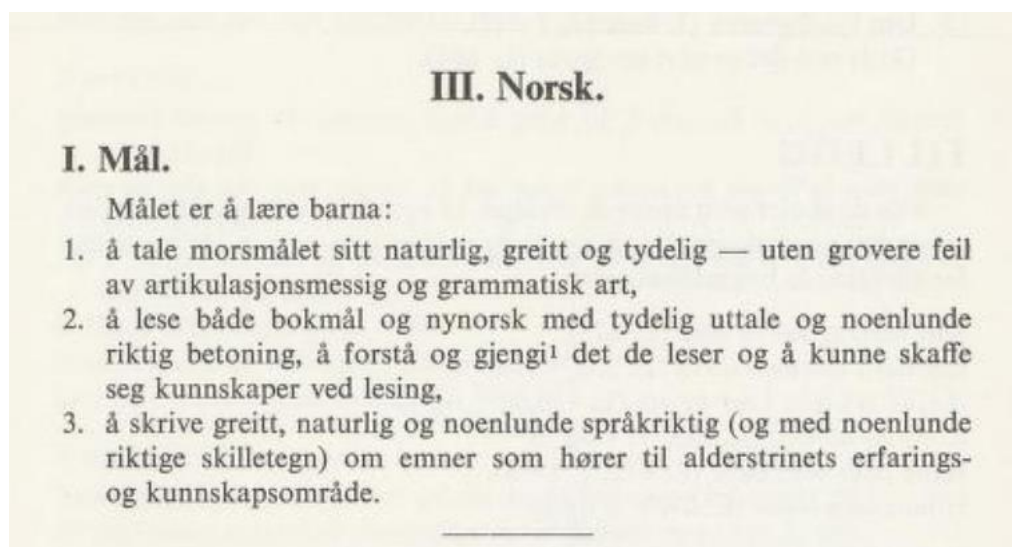 III. Norsk.
I. Mål.
Målet er å lære barna:
1. å tale morsmålet sitt naturlig, greitt og tydelig — uten grovere feil
av artikulasjonsmessig og grammatisk art,
2. å lese både bokmål og nynorsk med tydelig uttale og noenlunde
riktig betoning, å forstå og gjengi¹ det de leser og å kunne skaffe
seg kunnskaper ved lesing,
3. å skrive greitt, naturlig og noenlunde språkriktig (og med noenlunde
riktige skilletegn) om emner som hører til alderstrinets erfarings-
og kunnskapsområde.